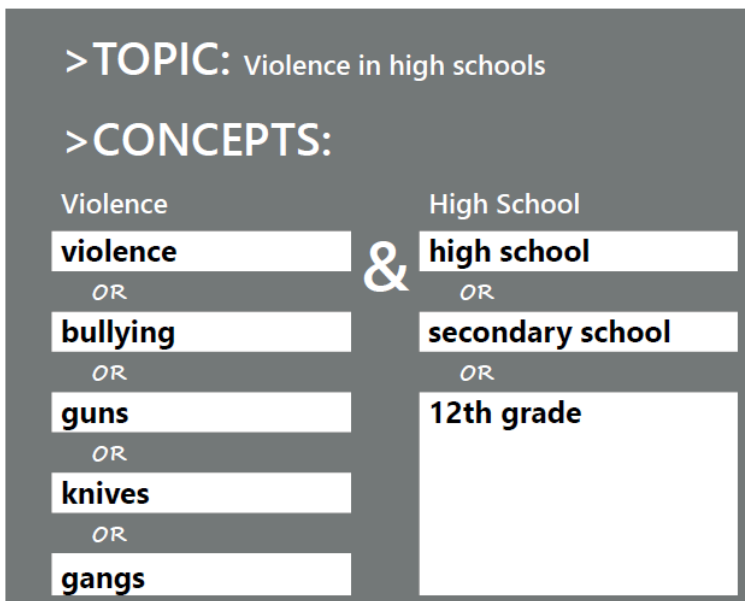 >TOPIC: Violence in high schools
>CONCEPTS:
Violence
violence
OR
bullying
OR
guns
OR
knives
OR
gangs
&
High School
high school
OR
secondary school
OR
12th grade